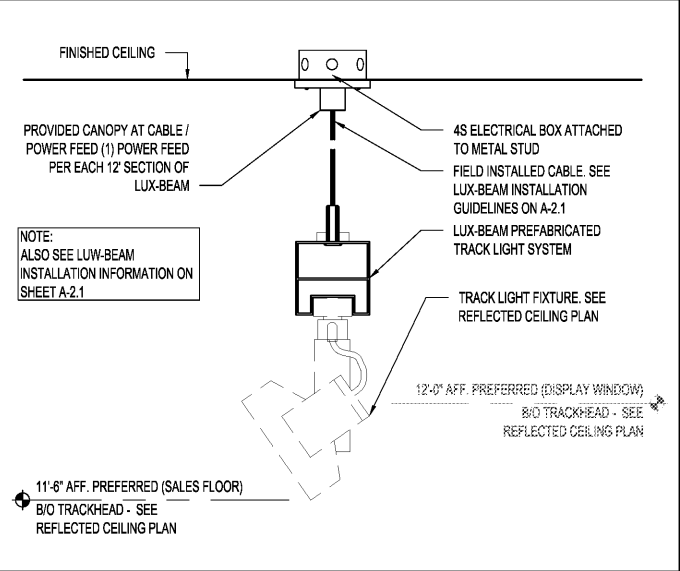 FINISHED CEILING
PROVIDED CANOPY AT CABLE /
POWER FEED (1) POWER FEED
PER EACH 12' SECTION OF
LUX-BEAM
4S ELECTRICAL BOX ATTACHED
TO METAL STUD
FIELD INSTALLED CABLE. SEE
LUX-BEAM INSTALLATION
GUIDELINES ON A-2.1
LUX-BEAM PREFABRICATED
TRACK LIGHT SYSTEM
NOTE:
ALSO SEE LUW-BEAM
INSTALLATION INFORMATION ON
SHEET A-2.1
TRACK LIGHT FIXTURE. SEE
REFLECTED CEILING PLAN
12'-0" AFF. PREFERRED (DISPLAY WINDOW)
B/O TRACKHEAD - SEE
REFLECTED CEILING PLAN
11'-6" AFF. PREFERRED (SALES FLOOR)
B/O TRACKHEAD - SEE
REFLECTED CEILING PLAN